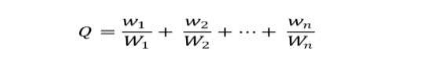 Q = w₁/W₁ + w₂/W₂ + ··· + wₙ/Wₙ